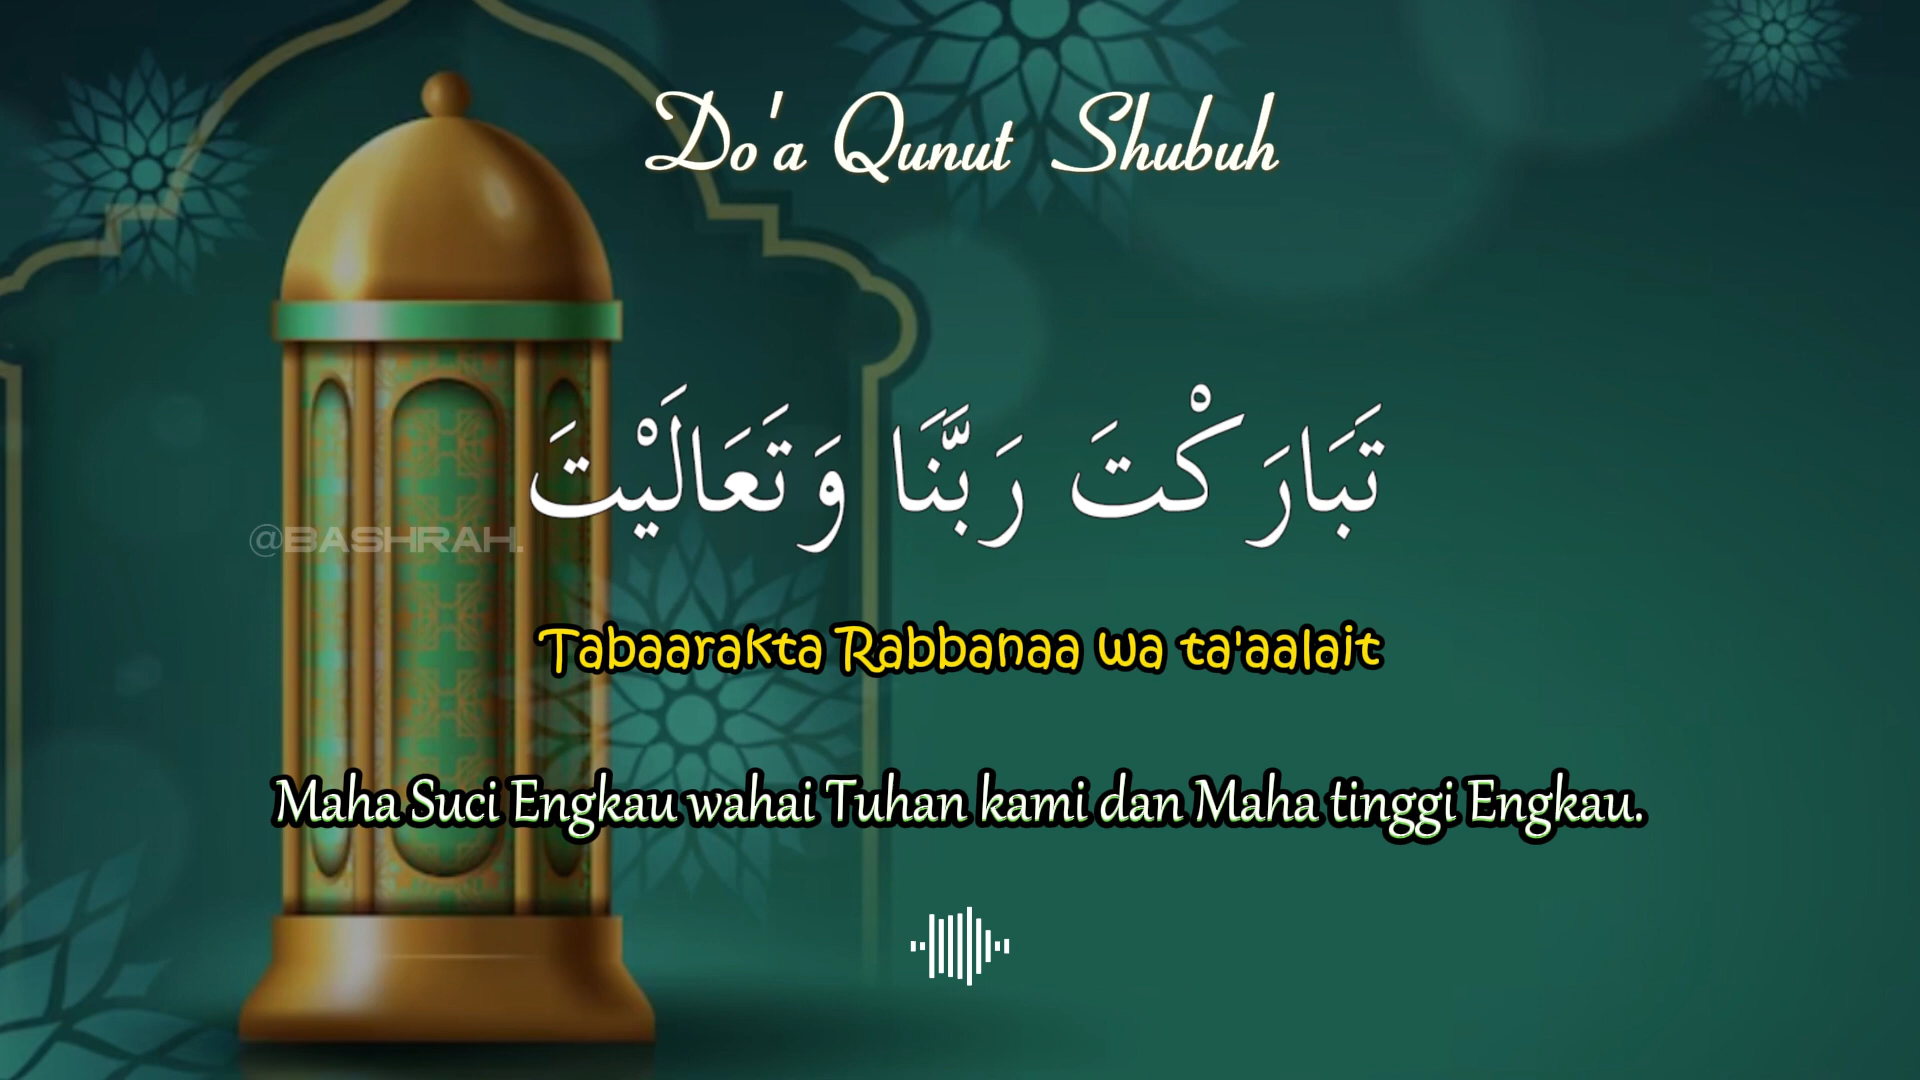 Do'a Qunut Shubuh
تَبَارَكْتَ رَبَّنَا وَتَعَالَيْتَ
@BASHRAH.
Tabaarakta Rabbanaa wa ta'aalait
Maha Suci Engkau wahai Tuhan kami dan Maha tinggi Engkau.